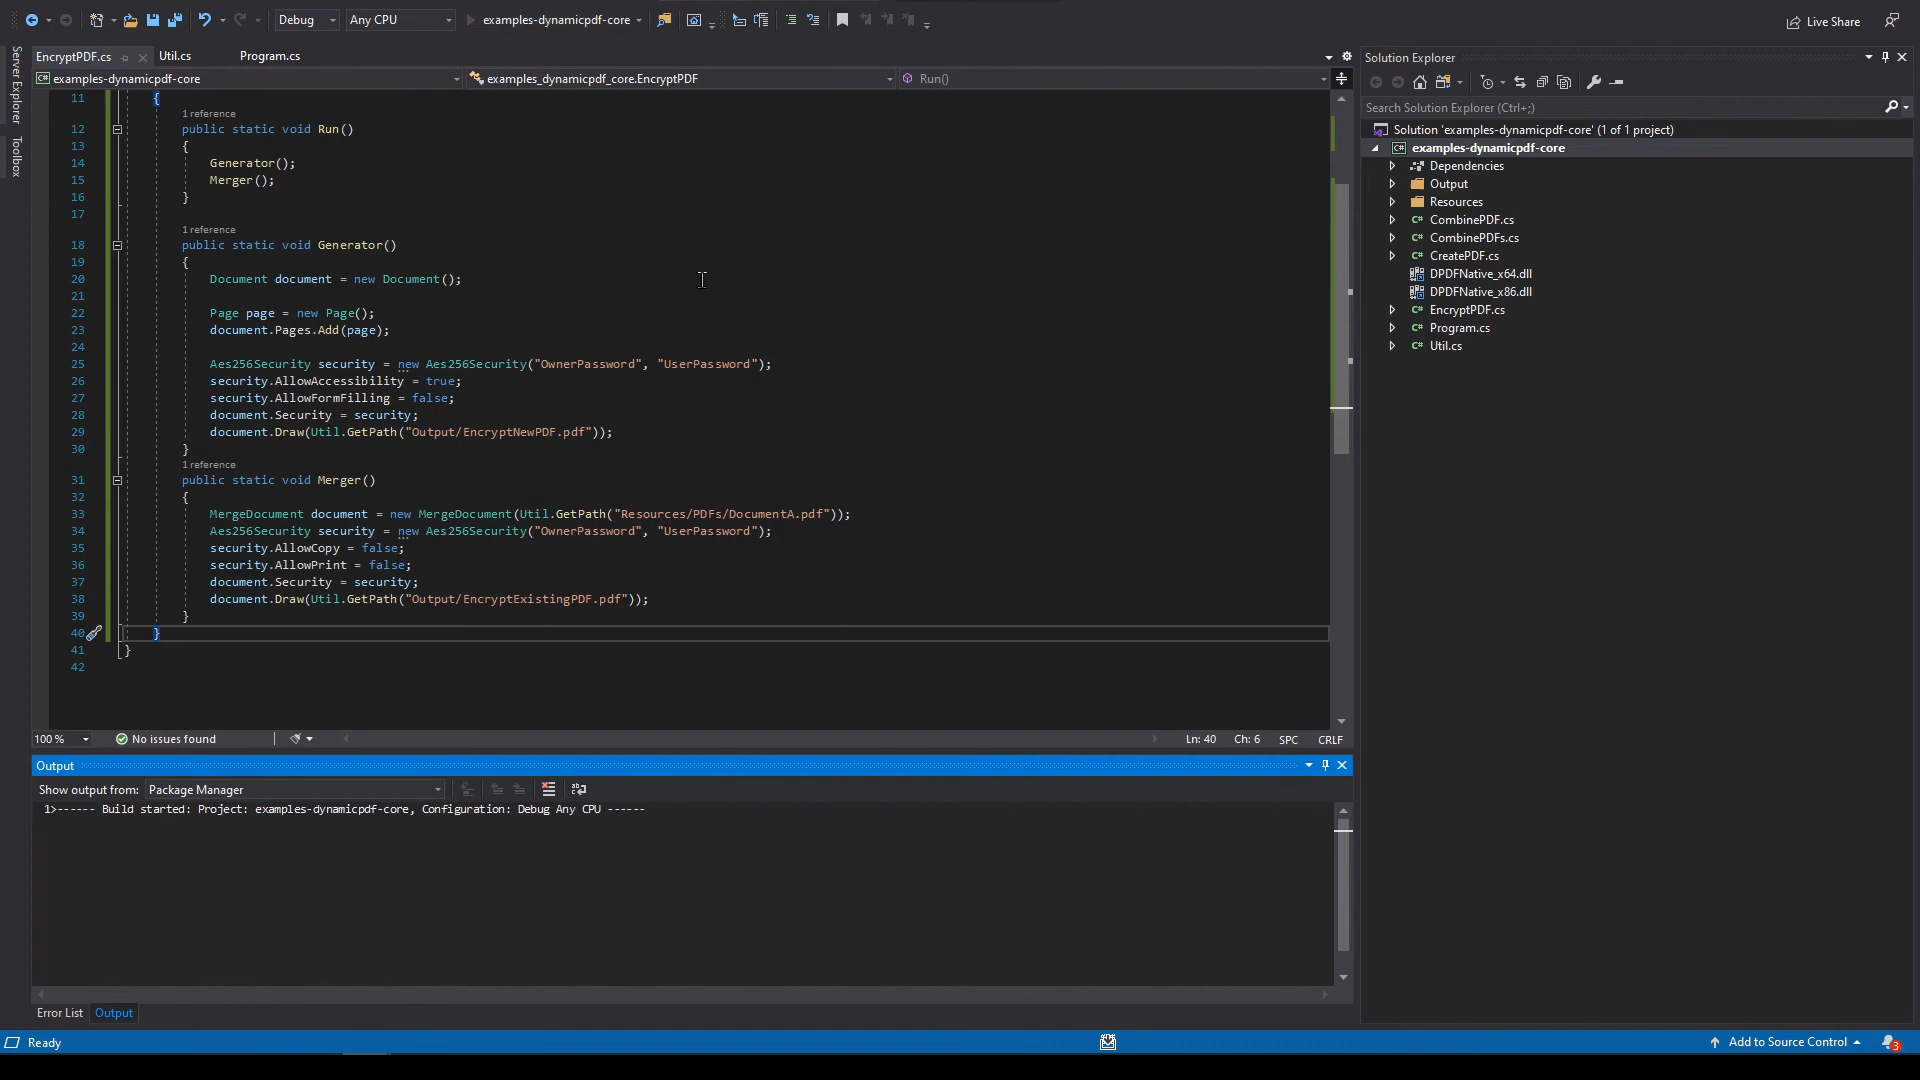 Debug Any CPU examples-dynamicpdf-core Live Share
EncryptPDF.cs Util.cs Program.cs
examples-dynamicpdf-core examples_dynamicpdf_core.EncryptPDF Run()
Server Explorer
Toolbox
11 {
1 reference
12 public static void Run()
13 {
14 Generator();
15 Merger();
16 }
17
1 reference
18 public static void Generator()
19 {
20 Document document = new Document();
21
22 Page page = new Page();
23 document.Pages.Add(page);
24
25 Aes256Security security = new Aes256Security("OwnerPassword", "UserPassword");
26 security.AllowAccessibility = true;
27 security.AllowFormFilling = false;
28 document.Security = security;
29 document.Draw(Util.GetPath("Output/EncryptNewPDF.pdf"));
30 }
1 reference
31 public static void Merger()
32 {
33 MergeDocument document = new MergeDocument(Util.GetPath("Resources/PDFs/DocumentA.pdf"));
34 Aes256Security security = new Aes256Security("OwnerPassword", "UserPassword");
35 security.AllowCopy = false;
36 security.AllowPrint = false;
37 document.Security = security;
38 document.Draw(Util.GetPath("Output/EncryptExistingPDF.pdf"));
39 }
40 }
41 }
42
100 % No issues found Ln: 40 Ch: 6 SPC CRLF
Output
Show output from: Package Manager
1>------ Build started: Project: examples-dynamicpdf-core, Configuration: Debug Any CPU ------
Error List Output
Solution Explorer
Search Solution Explorer (Ctrl+;)
Solution 'examples-dynamicpdf-core' (1 of 1 project)
C# examples-dynamicpdf-core
Dependencies
Output
Resources
C# CombinePDF.cs
C# CombinePDFs.cs
C# CreatePDF.cs
DPDFNative_x64.dll
DPDFNative_x86.dll
C# EncryptPDF.cs
C# Program.cs
C# Util.cs
Ready Add to Source Control 3